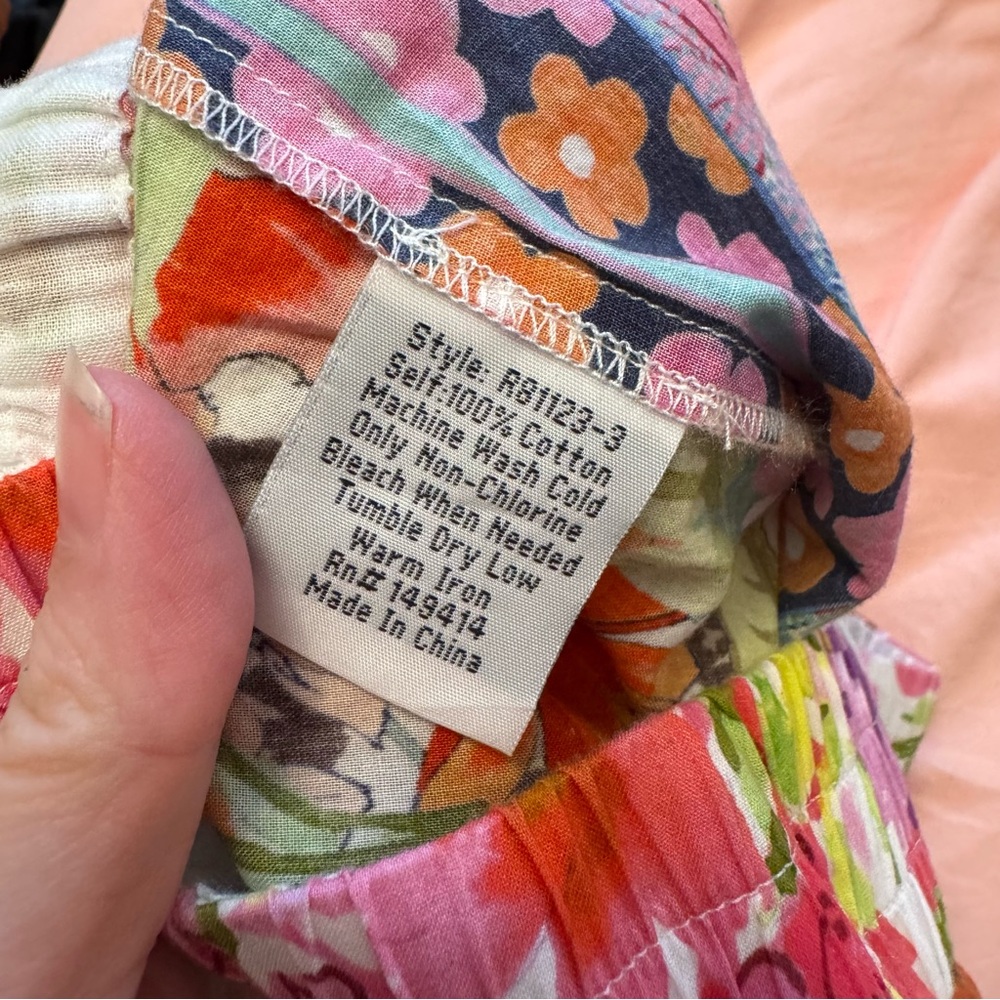 Style: R81123-3
Self:100% Cotton
Machine Wash Cold
Only Non-Chlorine
Bleach When Needed
Tumble Dry Low
Warm Iron
Rn# 149414
Made In China